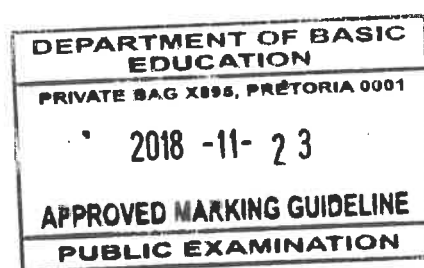 DEPARTMENT OF BASIC
EDUCATION
PRIVATE BAG X895, PRETORIA 0001
2018 -11- 23
APPROVED MARKING GUIDELINE
PUBLIC EXAMINATION